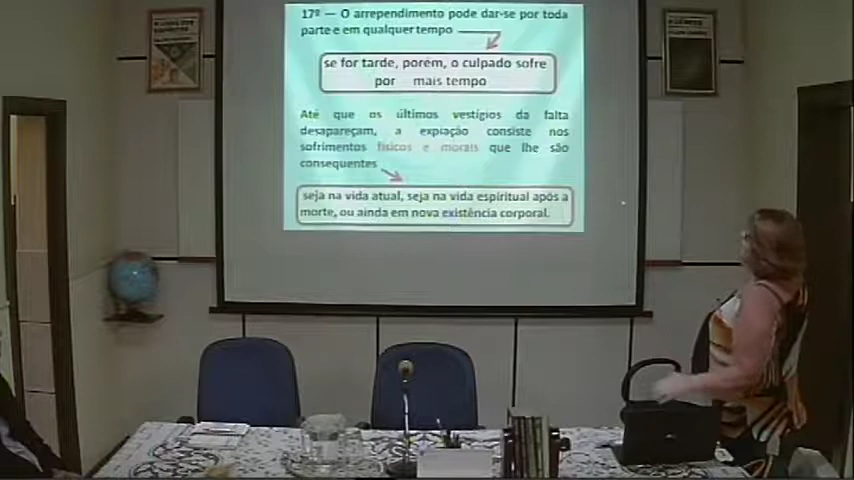 17º — O arrependimento pode dar-se por toda
parte e em qualquer tempo
se for tarde, porém, o culpado sofre
por mais tempo
Até que os últimos vestígios da falta
desapareçam, a expiação consiste nos
sofrimentos físicos e morais que lhe são
consequentes
seja na vida atual, seja na vida espiritual após a
morte, ou ainda em nova existência corporal.